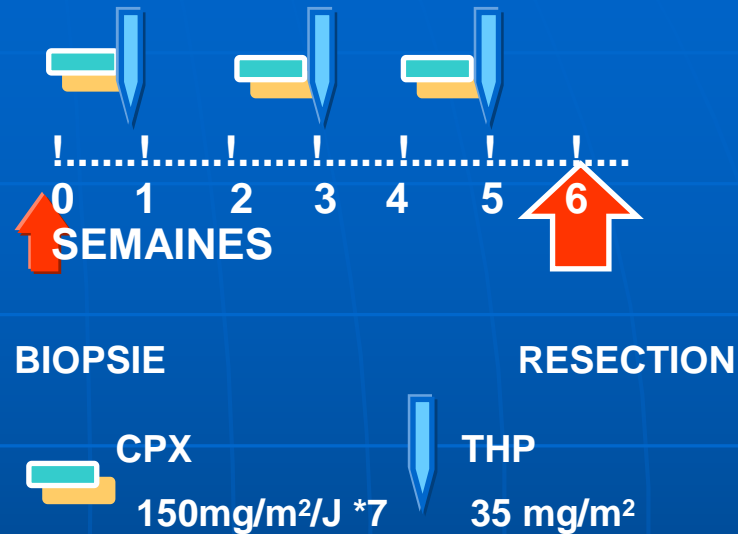 !......!......!......!......!......!......!....
0 1 2 3 4 5 6
SEMAINES
BIOPSIE RESECTION
CPX THP
150mg/m²/J *7 35 mg/m²